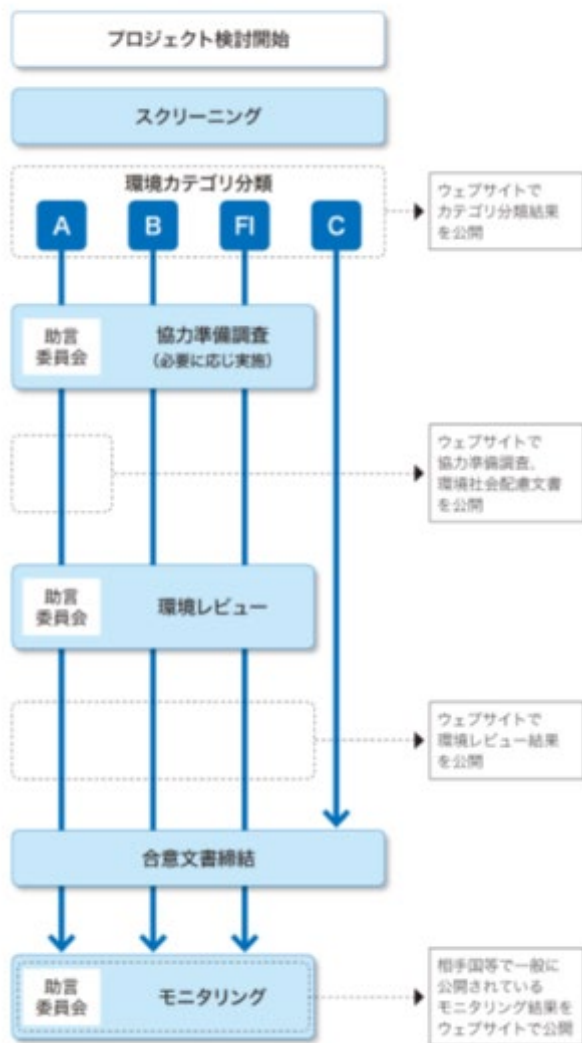 プロジェクト検討開始
スクリーニング
環境カテゴリ分類
A B FI C
ウェブサイトで
カテゴリ分類結果
を公開
助言
委員会
協力準備調査
(必要に応じ実施)
ウェブサイトで
協力準備調査、
環境社会配慮文書
を公開
助言
委員会
環境レビュー
ウェブサイトで
環境レビュー結果
を公開
合意文書締結
助言
委員会
モニタリング
相手国等で一般に
公開されている
モニタリング結果を
ウェブサイトで公開